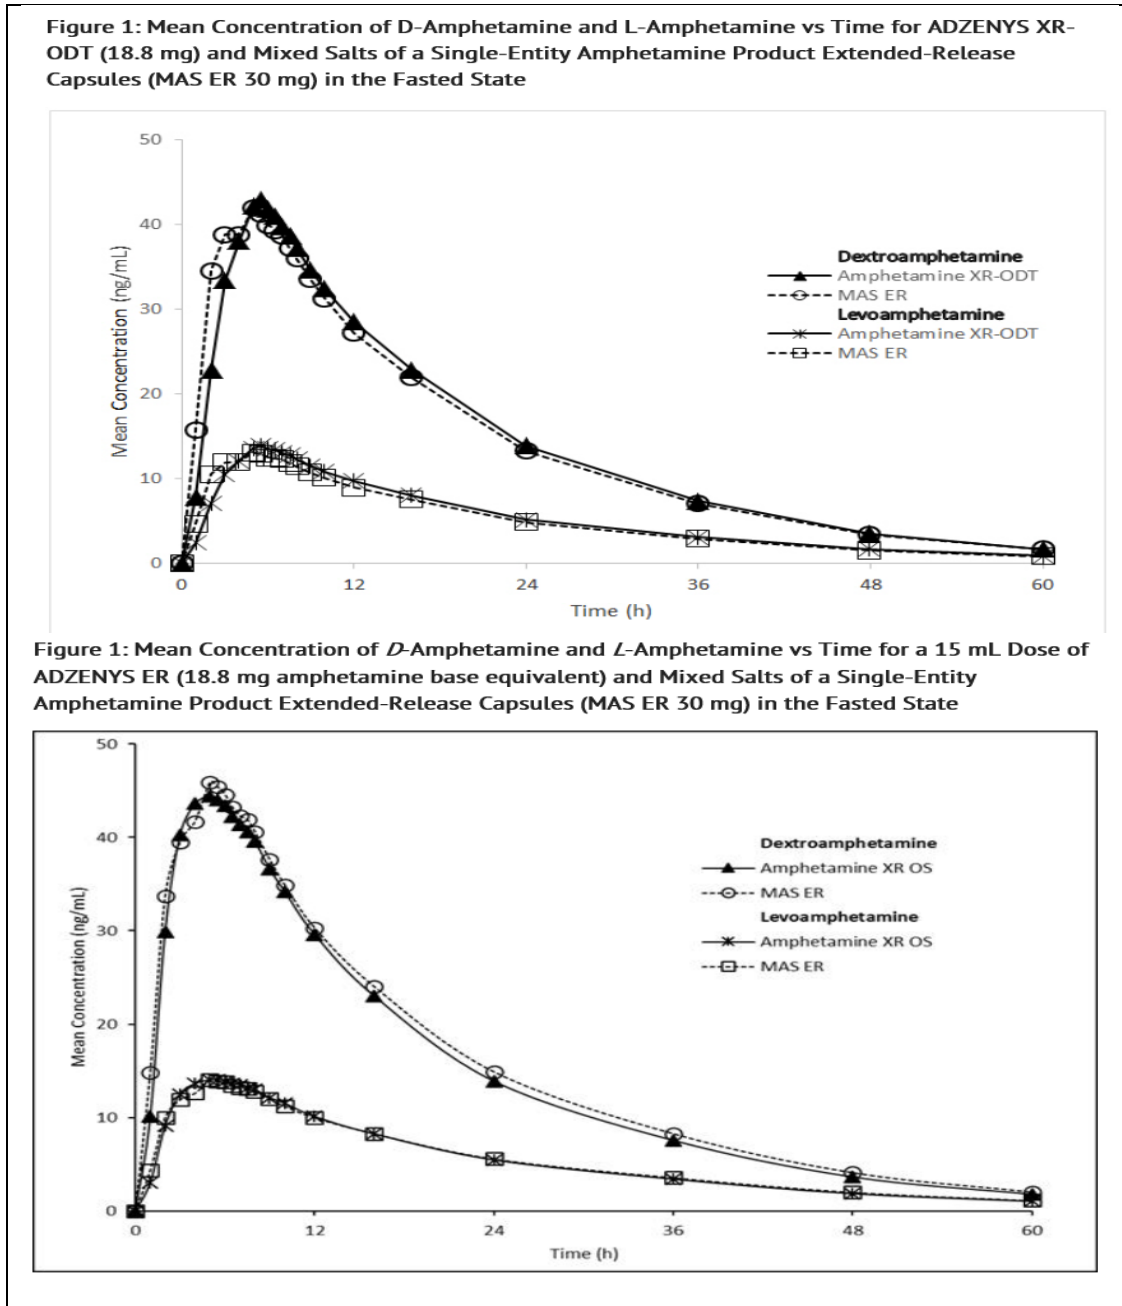 Figure 1: Mean Concentration of D-Amphetamine and L-Amphetamine vs Time for ADZENYS XR-
ODT (18.8 mg) and Mixed Salts of a Single-Entity Amphetamine Product Extended-Release
Capsules (MAS ER 30 mg) in the Fasted State
50
40
30
20
10
0
Mean Concentration (ng/mL)
Dextroamphetamine
Amphetamine XR-ODT
MAS ER
Levoamphetamine
Amphetamine XR-ODT
MAS ER
0 12 24 36 48 60
Time (h)
Figure 1: Mean Concentration of D-Amphetamine and L-Amphetamine vs Time for a 15 mL Dose of
ADZENYS ER (18.8 mg amphetamine base equivalent) and Mixed Salts of a Single-Entity
Amphetamine Product Extended-Release Capsules (MAS ER 30 mg) in the Fasted State
50
40
30
20
10
0
Mean Concentration (ng/mL)
Dextroamphetamine
Amphetamine XR OS
MAS ER
Levoamphetamine
Amphetamine XR OS
MAS ER
0 12 24 36 48 60
Time (h)